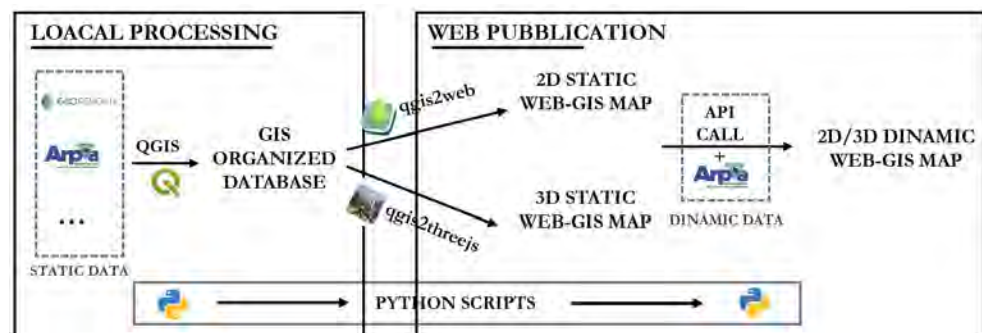 LOACAL PROCESSING
WEB PUBBLICATION
Arpa
...
STATIC DATA
QGIS
GIS
ORGANIZED
DATABASE
qgis2web
qgis2threejs
2D STATIC
WEB-GIS MAP
3D STATIC
WEB-GIS MAP
API
CALL
+
Arpa
DINAMIC DATA
2D/3D DINAMIC
WEB-GIS MAP
PYTHON SCRIPTS